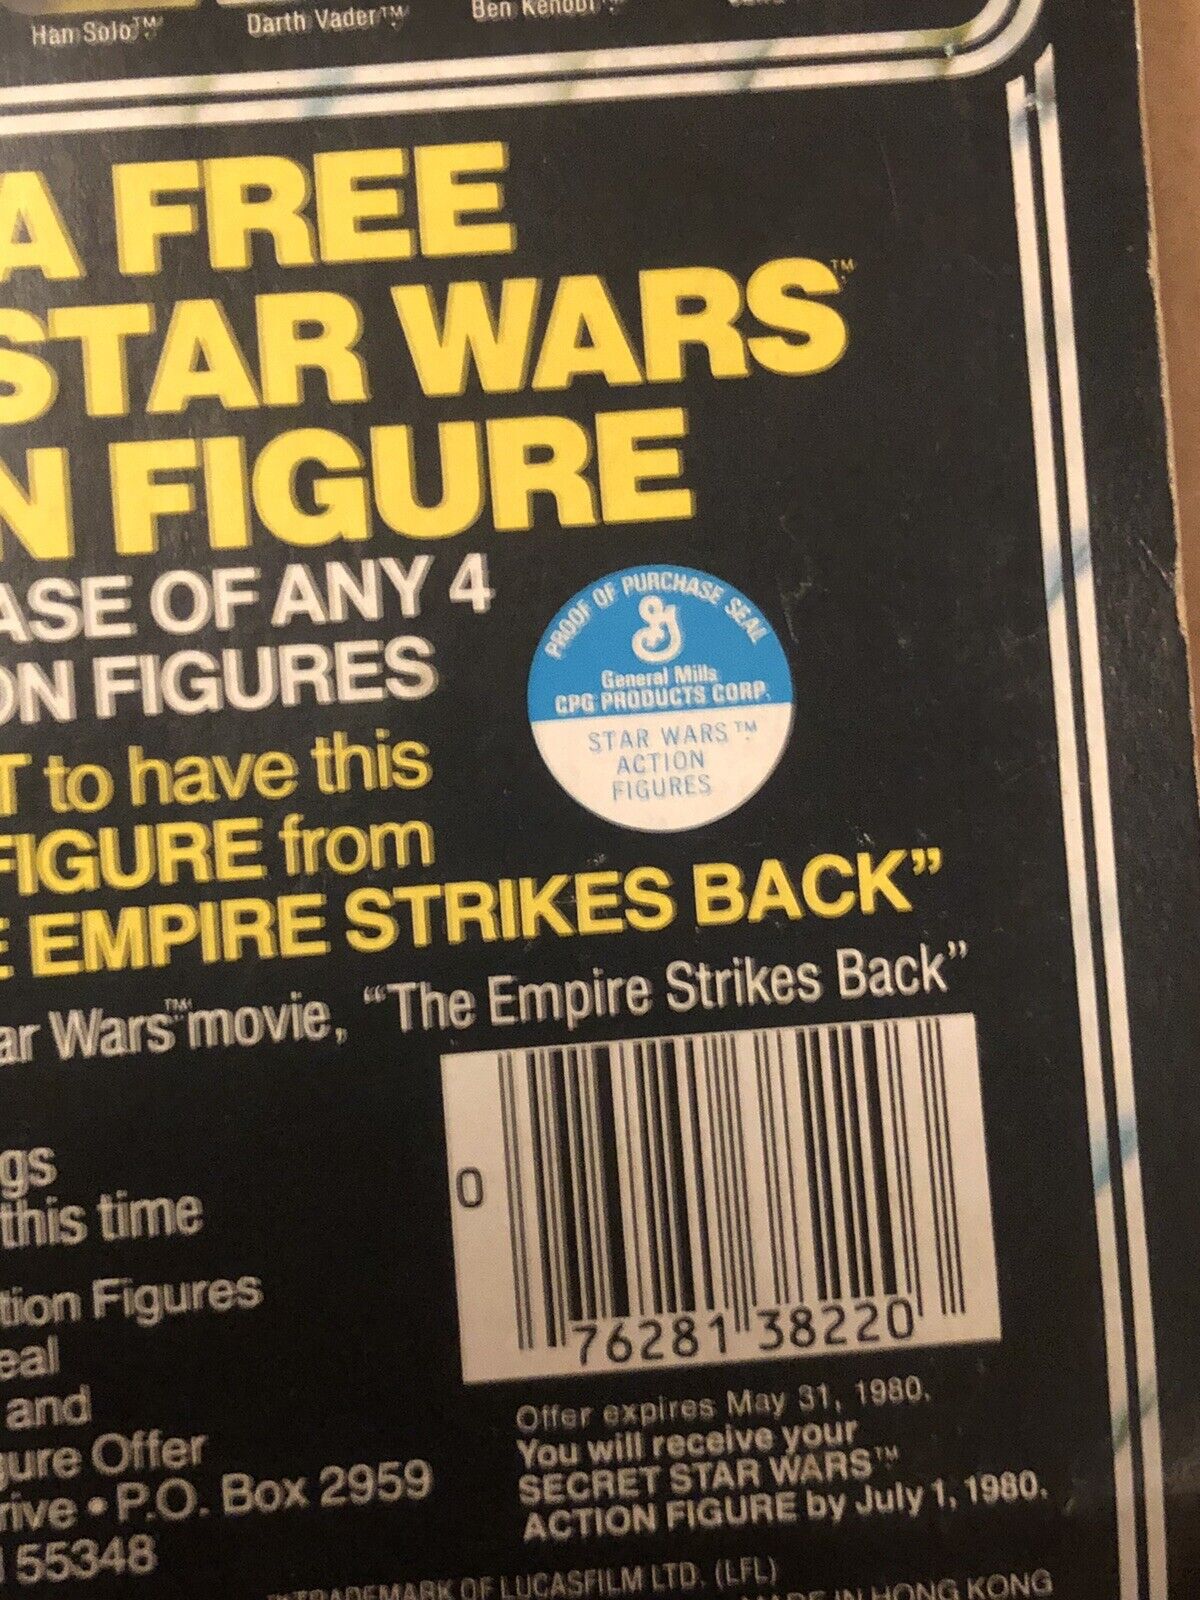 Han Solo™ Darth Vader™ Ben Kenobi™
A FREE
STAR WARS™
N FIGURE
ASE OF ANY 4
ON FIGURES
PROOF OF PURCHASE SEAL
General Mills
CPG PRODUCTS CORP.
STAR WARS™
ACTION
FIGURES
T to have this
FIGURE from
E EMPIRE STRIKES BACK”
ar Wars™ movie, “The Empire Strikes Back”
gs
this time
tion Figures
eal
and
gure Offer
rive • P.O. Box 2959
55348
0 76281 38220
Offer expires May 31, 1980.
You will receive your
SECRET STAR WARS™
ACTION FIGURE by July 1, 1980.
TRADEMARK OF LUCASFILM LTD. (LFL)
MADE IN HONG KONG